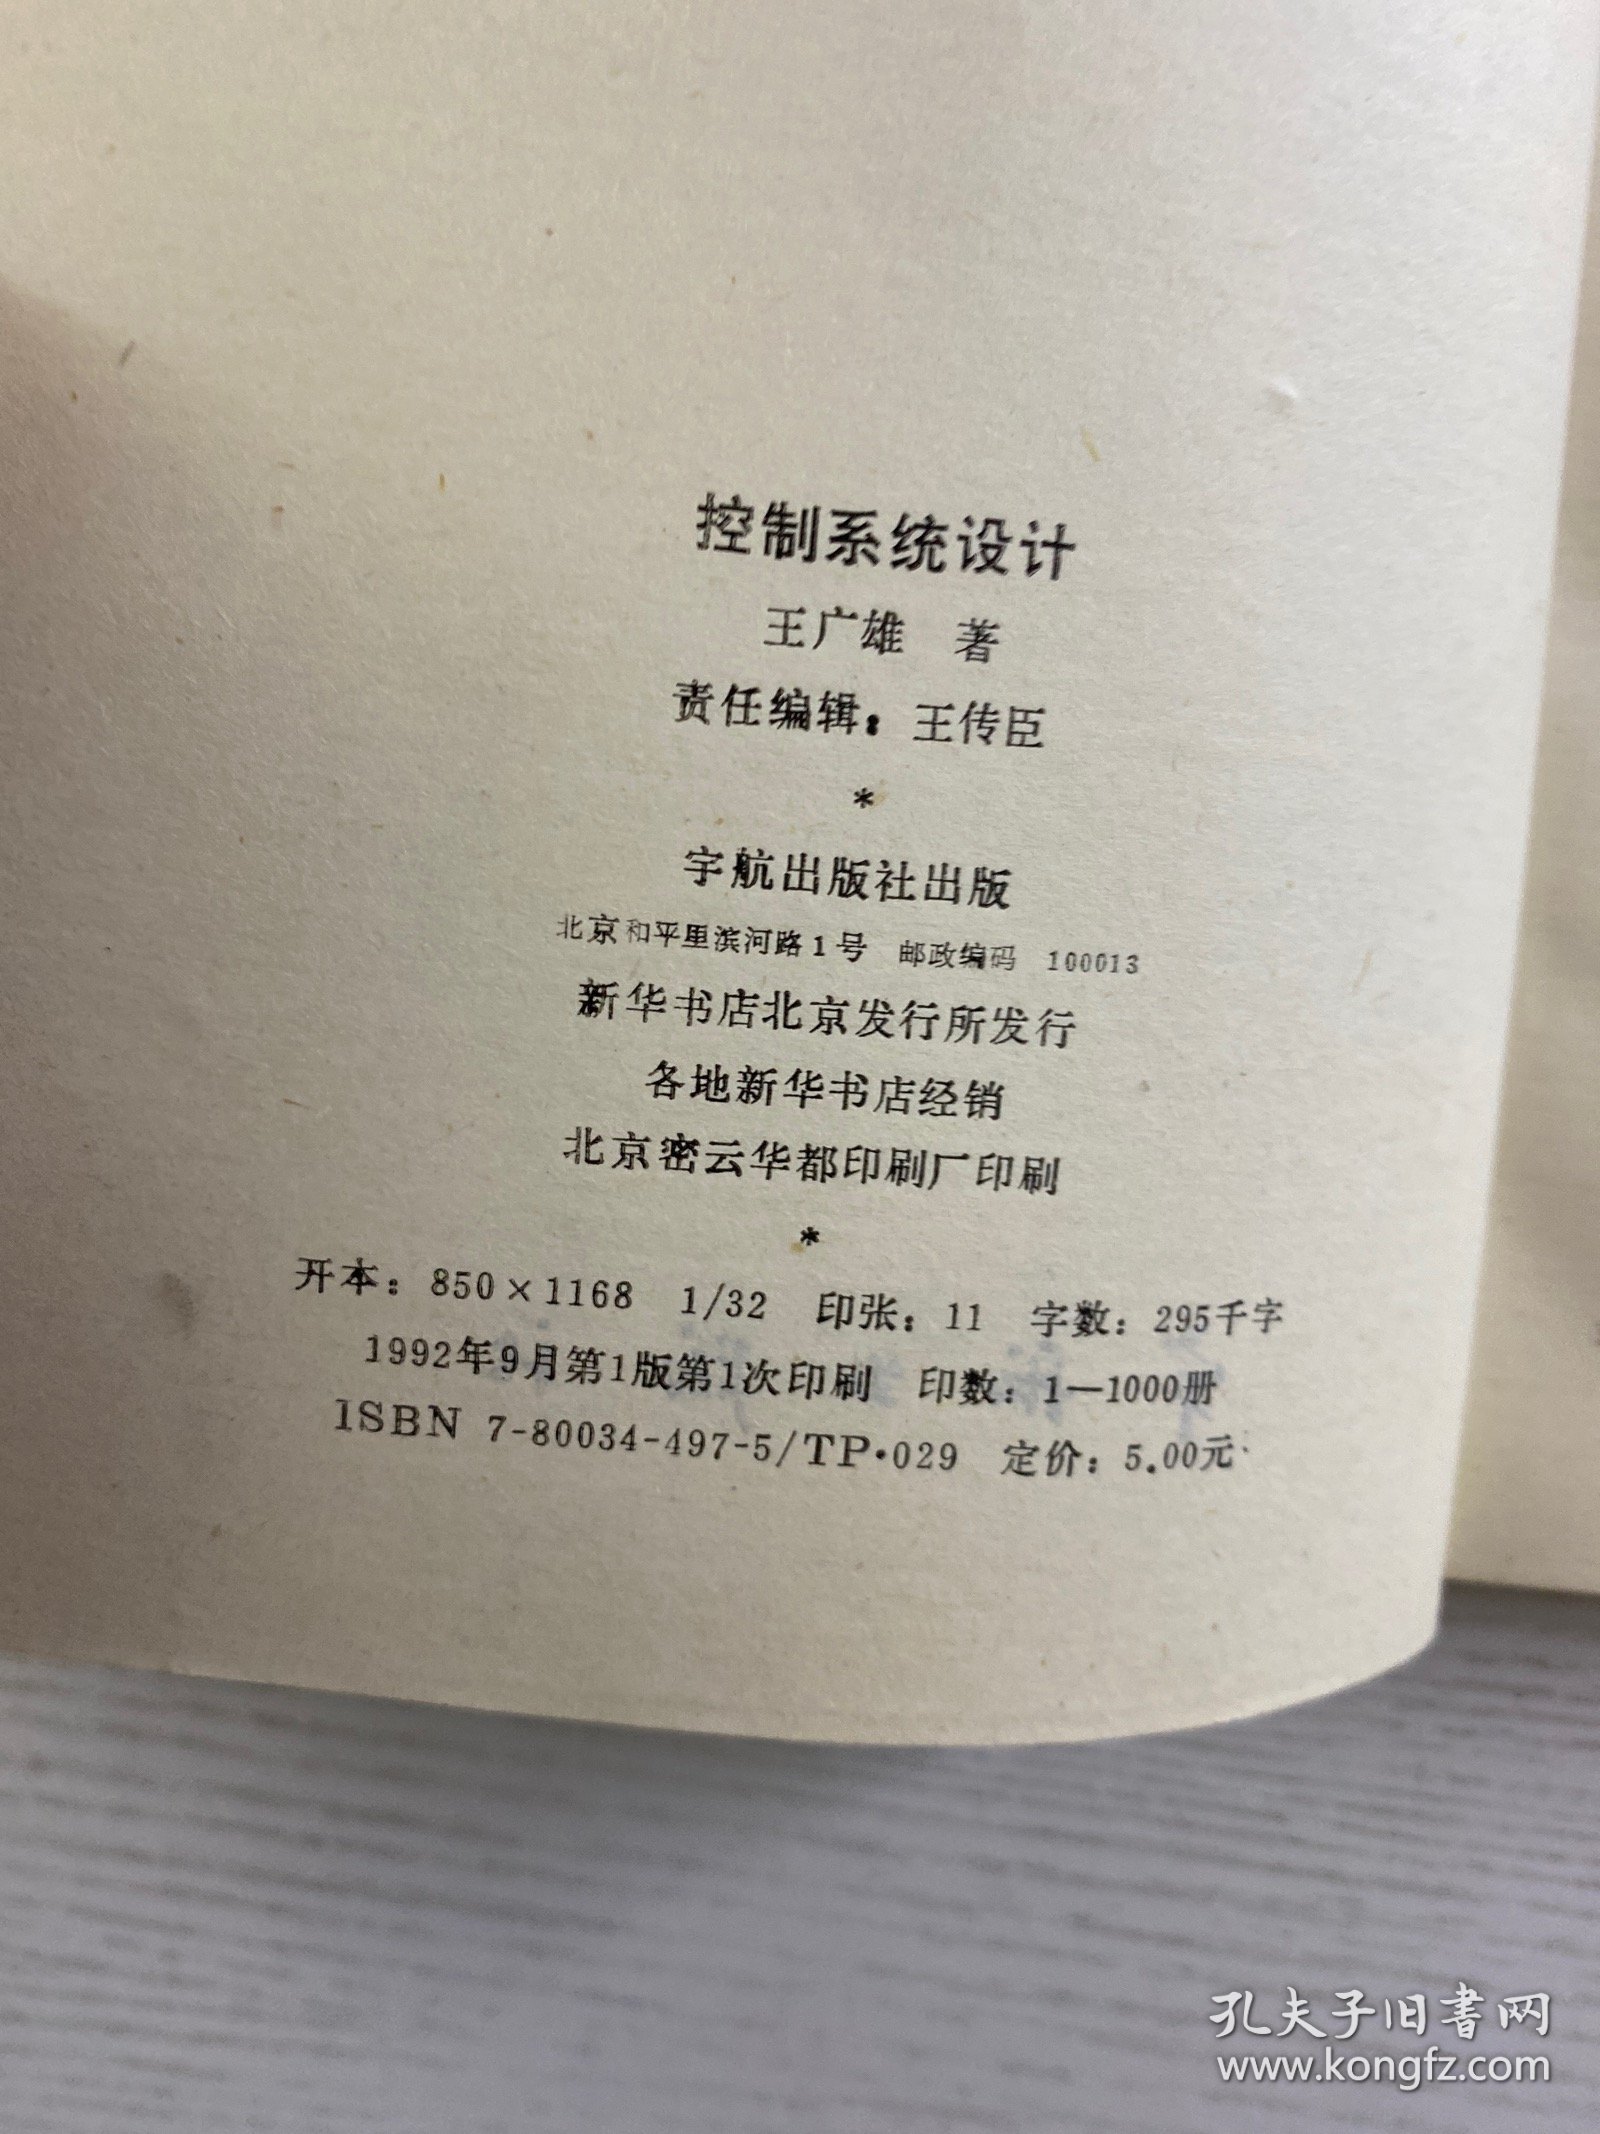 控制系统设计
王广雄 著
责任编辑：王传臣
*
宇航出版社出版
北京和平里滨河路1号 邮政编码 100013
新华书店北京发行所发行
各地新华书店经销
北京密云华都印刷厂印刷
*
开本：850×1168 1/32 印张：11 字数：295千字
1992年9月第1版第1次印刷 印数：1—1000册
ISBN 7-80034-497-5/TP·029 定价：5.00元
孔夫子旧书网
www.kongfz.com